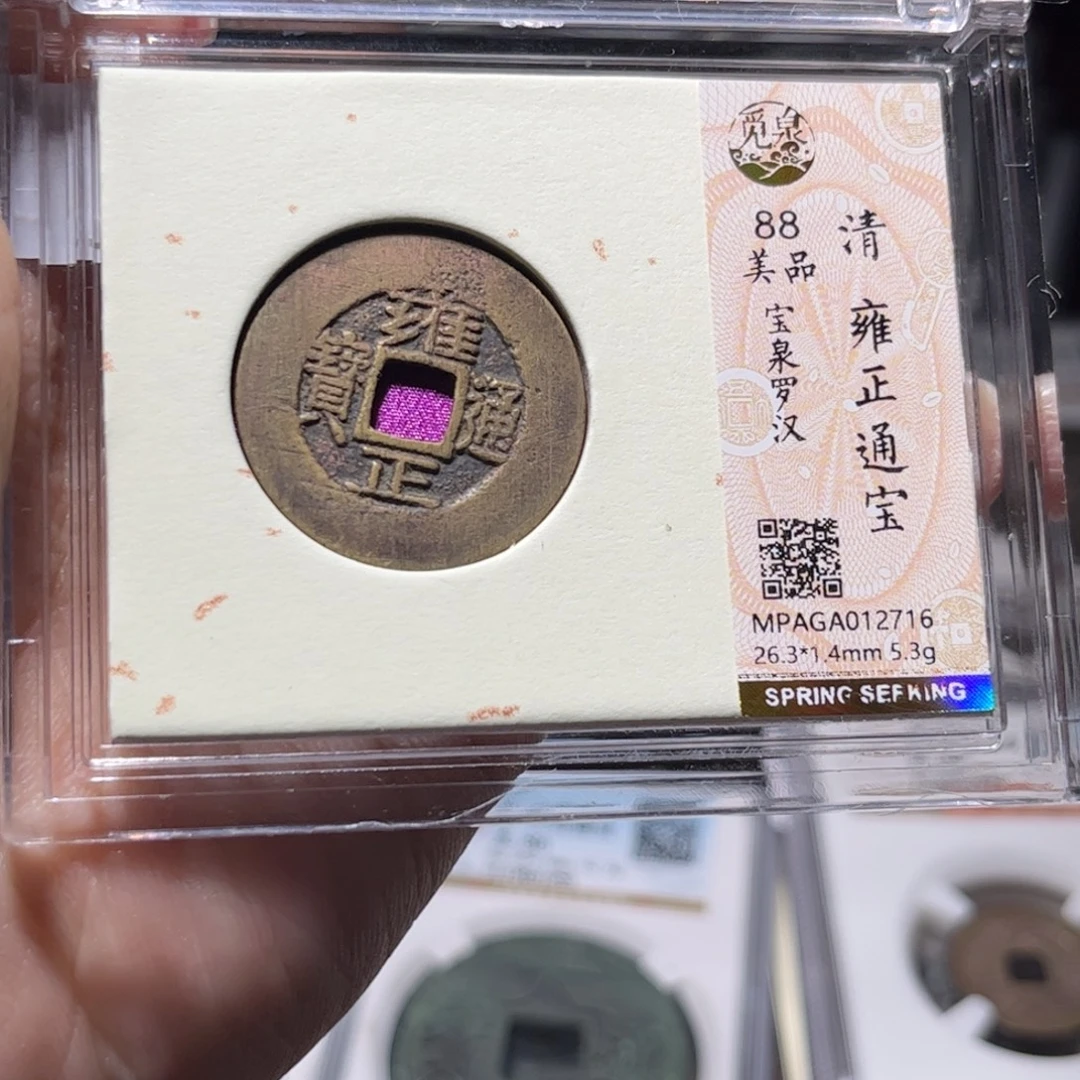 觅泉
88
美品
宝泉罗汉
清 雍正通宝
MPAGA012716
26.3*1.4mm 5.3g
SPRING SEEKING
雍正通寶